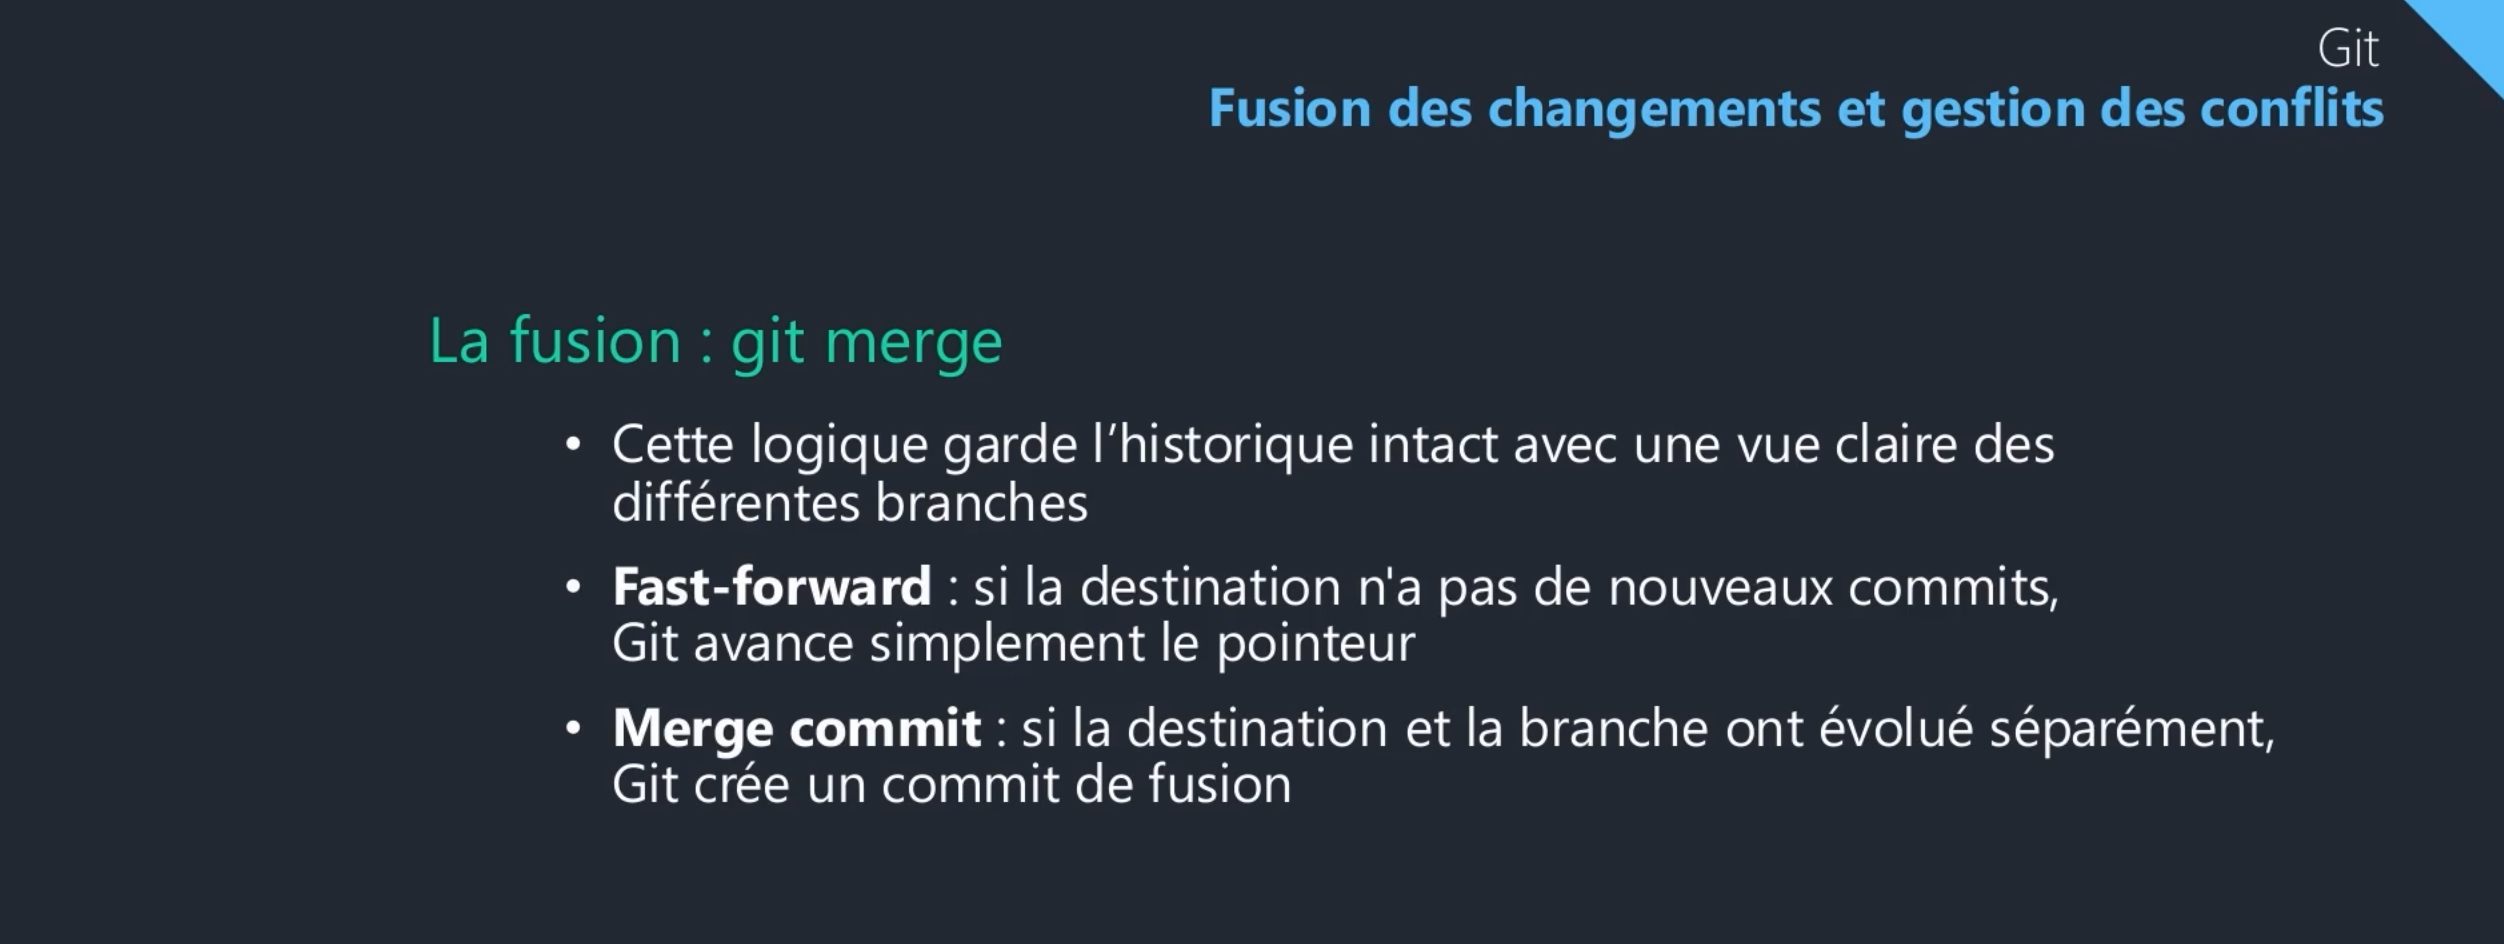 Git
Fusion des changements et gestion des conflits
La fusion : git merge
• Cette logique garde l’historique intact avec une vue claire des
différentes branches
• Fast-forward : si la destination n'a pas de nouveaux commits,
Git avance simplement le pointeur
• Merge commit : si la destination et la branche ont évolué séparément,
Git crée un commit de fusion